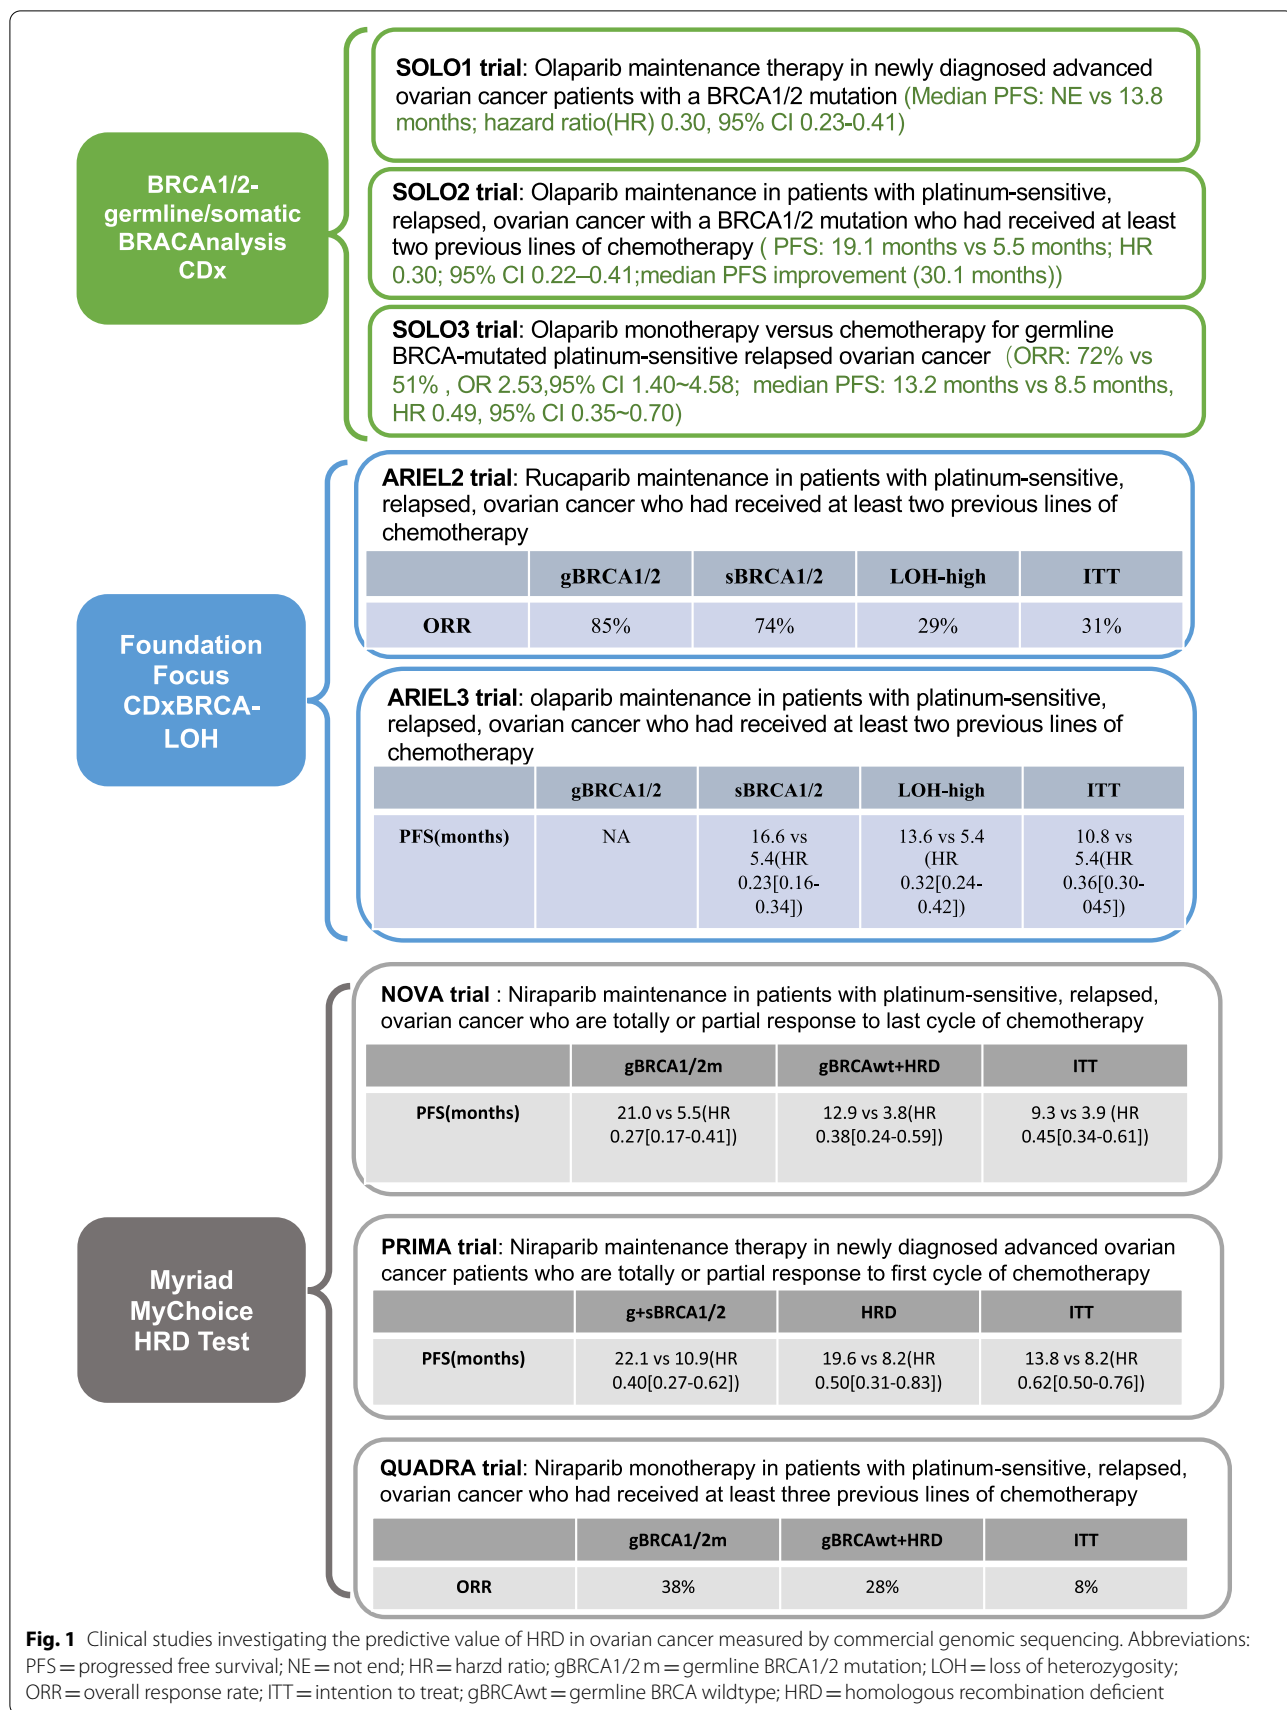 SOLO1 trial: Olaparib maintenance therapy in newly diagnosed advanced
ovarian cancer patients with a BRCA1/2 mutation (Median PFS: NE vs 13.8
months; hazard ratio(HR) 0.30, 95% CI 0.23-0.41)
BRCA1/2-
germline/somatic
BRACAnalysis
CDx
SOLO2 trial: Olaparib maintenance in patients with platinum-sensitive,
relapsed, ovarian cancer with a BRCA1/2 mutation who had received at least
two previous lines of chemotherapy ( PFS: 19.1 months vs 5.5 months; HR
0.30; 95% CI 0.22–0.41;median PFS improvement (30.1 months))
SOLO3 trial: Olaparib monotherapy versus chemotherapy for germline
BRCA-mutated platinum-sensitive relapsed ovarian cancer (ORR: 72% vs
51% , OR 2.53,95% CI 1.40~4.58; median PFS: 13.2 months vs 8.5 months,
HR 0.49, 95% CI 0.35~0.70)
Foundation
Focus
CDxBRCA-
LOH
ARIEL2 trial: Rucaparib maintenance in patients with platinum-sensitive,
relapsed, ovarian cancer who had received at least two previous lines of
chemotherapy
gBRCA1/2 sBRCA1/2 LOH-high ITT
ORR 85% 74% 29% 31%
ARIEL3 trial: olaparib maintenance in patients with platinum-sensitive,
relapsed, ovarian cancer who had received at least two previous lines of
chemotherapy
gBRCA1/2 sBRCA1/2 LOH-high ITT
PFS(months) NA 16.6 vs 13.6 vs 5.4 10.8 vs
5.4(HR (HR 5.4(HR
0.23[0.16- 0.32[0.24- 0.36[0.30-
0.34]) 0.42]) 045])
Myriad
MyChoice
HRD Test
NOVA trial : Niraparib maintenance in patients with platinum-sensitive, relapsed,
ovarian cancer who are totally or partial response to last cycle of chemotherapy
gBRCA1/2m gBRCAwt+HRD ITT
PFS(months) 21.0 vs 5.5(HR 12.9 vs 3.8(HR 9.3 vs 3.9 (HR
0.27[0.17-0.41]) 0.38[0.24-0.59]) 0.45[0.34-0.61])
PRIMA trial: Niraparib maintenance therapy in newly diagnosed advanced ovarian
cancer patients who are totally or partial response to first cycle of chemotherapy
g+sBRCA1/2 HRD ITT
PFS(months) 22.1 vs 10.9(HR 19.6 vs 8.2(HR 13.8 vs 8.2(HR
0.40[0.27-0.62]) 0.50[0.31-0.83]) 0.62[0.50-0.76])
QUADRA trial: Niraparib monotherapy in patients with platinum-sensitive, relapsed,
ovarian cancer who had received at least three previous lines of chemotherapy
gBRCA1/2m gBRCAwt+HRD ITT
ORR 38% 28% 8%
Fig. 1 Clinical studies investigating the predictive value of HRD in ovarian cancer measured by commercial genomic sequencing. Abbreviations:
PFS = progressed free survival; NE = not end; HR = harzd ratio; gBRCA1/2 m = germline BRCA1/2 mutation; LOH = loss of heterozygosity;
ORR = overall response rate; ITT = intention to treat; gBRCAwt = germline BRCA wildtype; HRD = homologous recombination deficient